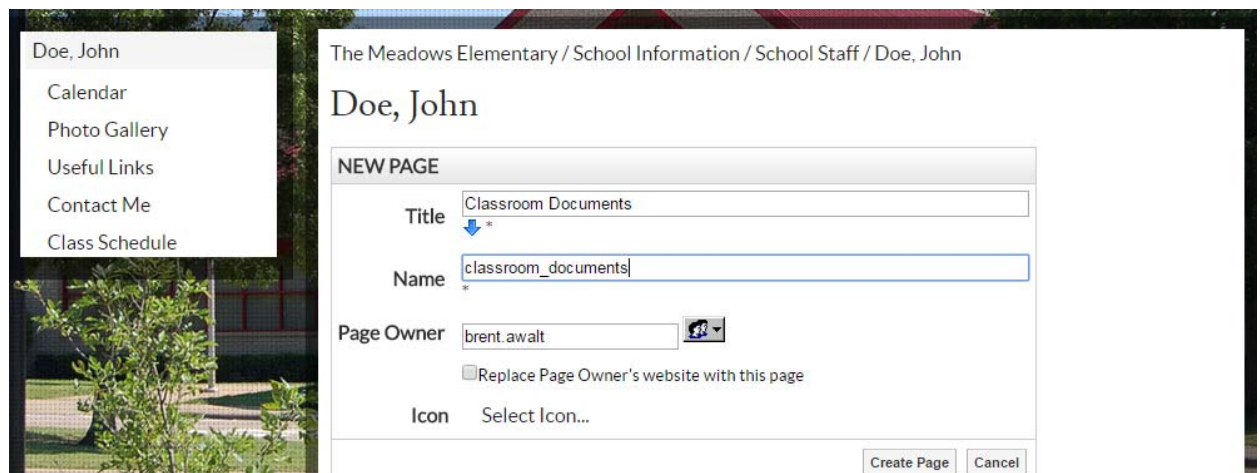 Doe, John
Calendar
Photo Gallery
Useful Links
Contact Me
Class Schedule
The Meadows Elementary / School Information / School Staff / Doe, John
Doe, John
NEW PAGE
Title Classroom Documents
*
Name classroom_documents
*
Page Owner brent.awalt
Replace Page Owner's website with this page
Icon Select Icon...
Create Page Cancel